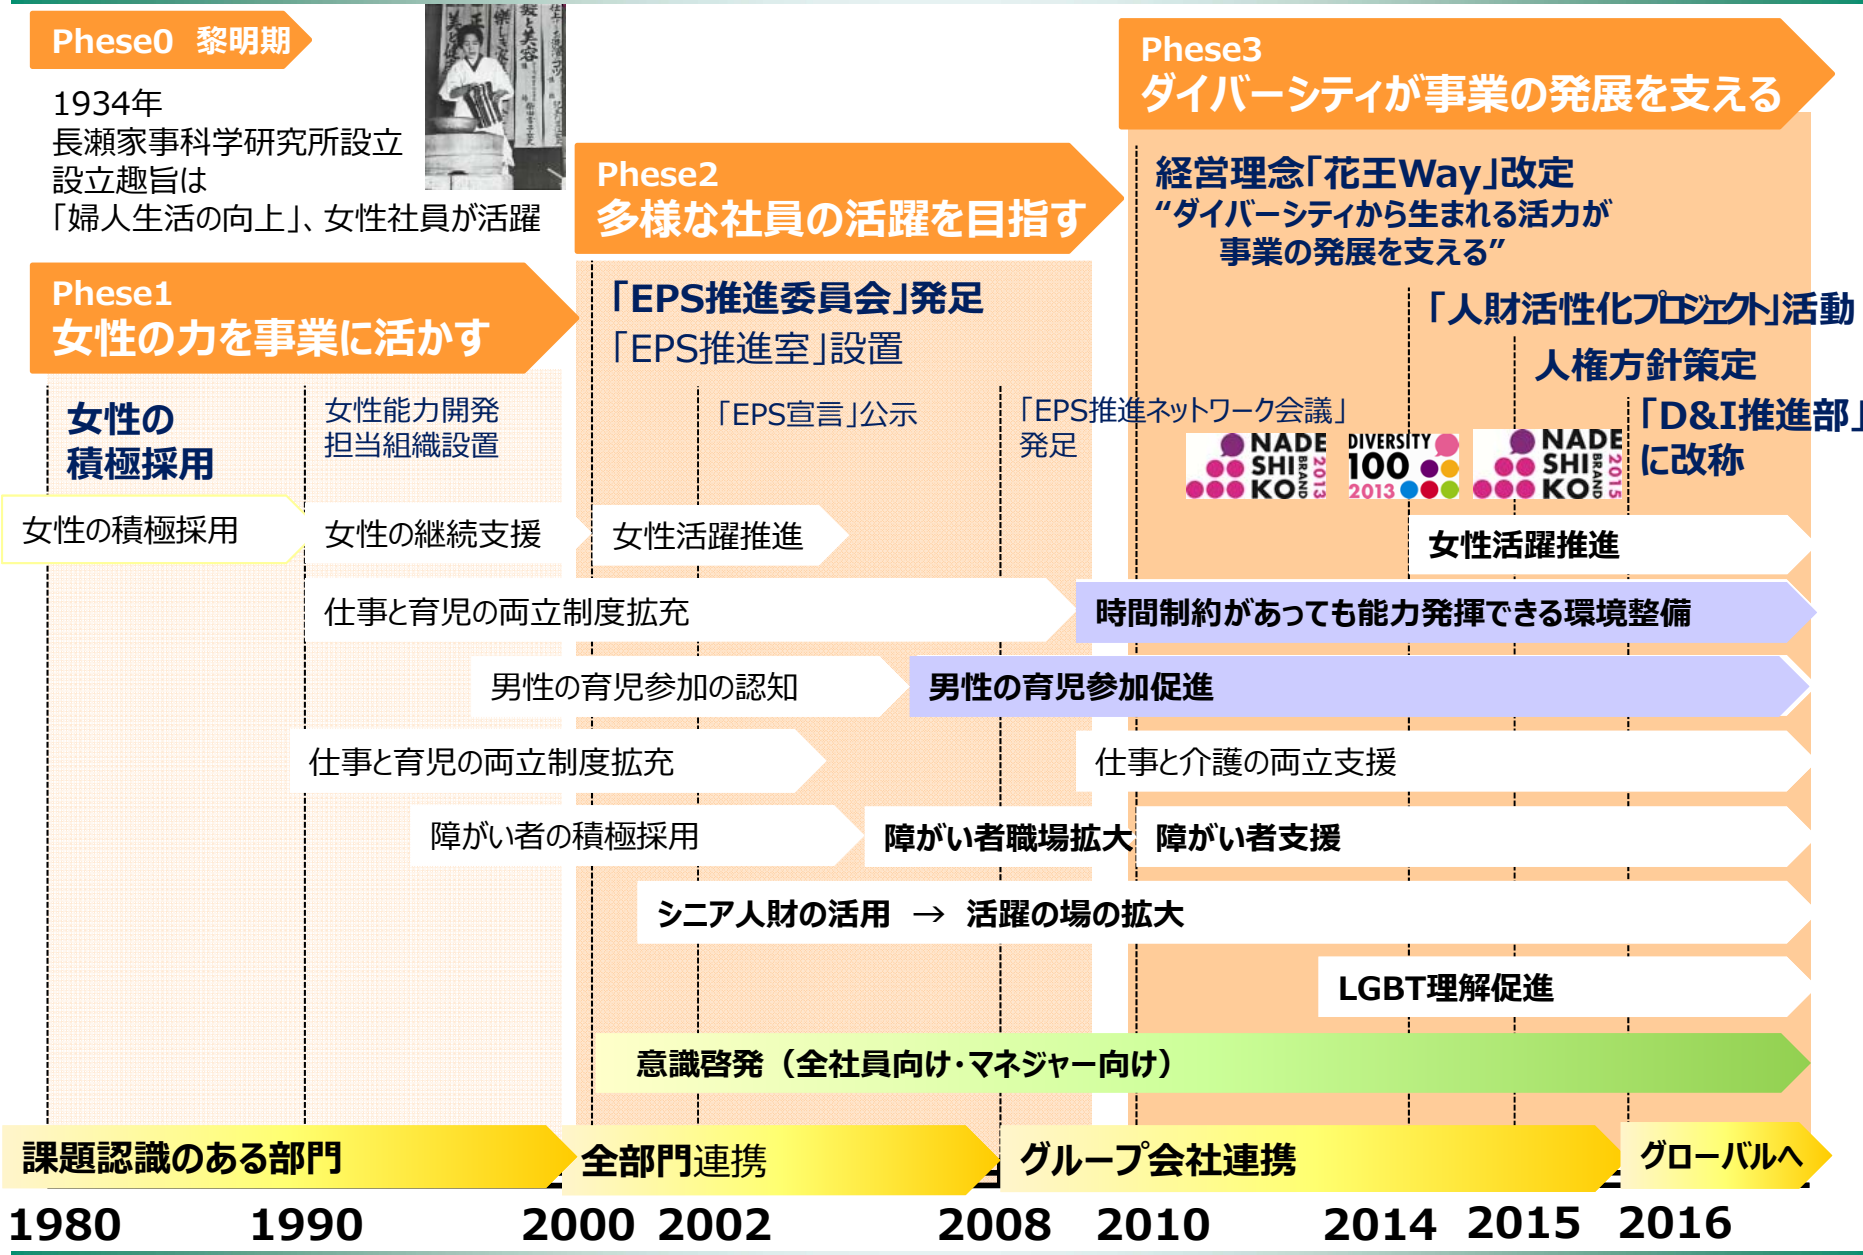 Phese0 黎明期
1934年
長瀬家事科学研究所設立
設立趣旨は
「婦人生活の向上」、女性社員が活躍
Phese1
女性の力を事業に活かす
Phese2
多様な社員の活躍を目指す
Phese3
ダイバーシティが事業の発展を支える
経営理念「花王Way」改定
“ダイバーシティから生まれる活力が
事業の発展を支える”
「EPS推進委員会」発足
「EPS推進室」設置
「人財活性化プロジェクト」活動
人権方針策定
「D&I推進部」
に改称
女性の
積極採用
女性能力開発
担当組織設置
「EPS宣言」公示
「EPS推進ネットワーク会議」
発足
NADE
SHI
KO
BRAND
2013
DIVERSITY
100
2013
NADE
SHI
KO
BRAND
2015
女性の積極採用
女性の継続支援
女性活躍推進
女性活躍推進
仕事と育児の両立制度拡充
時間制約があっても能力発揮できる環境整備
男性の育児参加の認知
男性の育児参加促進
仕事と育児の両立制度拡充
仕事と介護の両立支援
障がい者の積極採用
障がい者職場拡大
障がい者支援
シニア人財の活用 → 活躍の場の拡大
LGBT理解促進
意識啓発（全社員向け・マネジャー向け）
課題認識のある部門
全部門連携
グループ会社連携
グローバルへ
1980 1990 2000 2002 2008 2010 2014 2015 2016